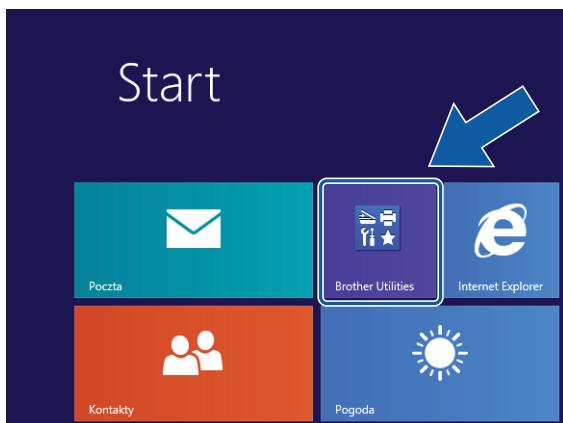 Start
Poczta
Brother Utilities
Internet Explorer
Kontakty
Pogoda